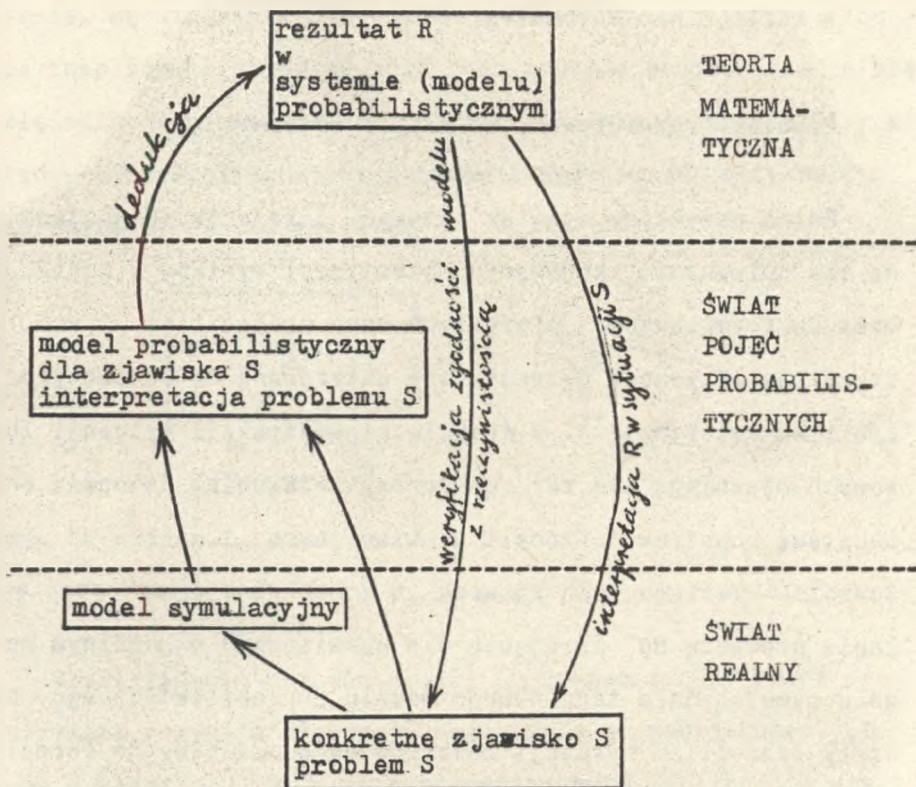 rezultat R
w
systemie (modelu)
probabilistycznym
TEORIA
MATEMA-
TYCZNA
dedukcja
weryfikacja zgodności modelu
z rzeczywistością
interpretacja R w sytuacji S
ŚWIAT
POJĘĆ
PROBABILIS-
TYCZNYCH
model probabilistyczny
dla zjawiska S
interpretacja problemu S
model symulacyjny
ŚWIAT
REALNY
konkretne zjawisko S
problem S